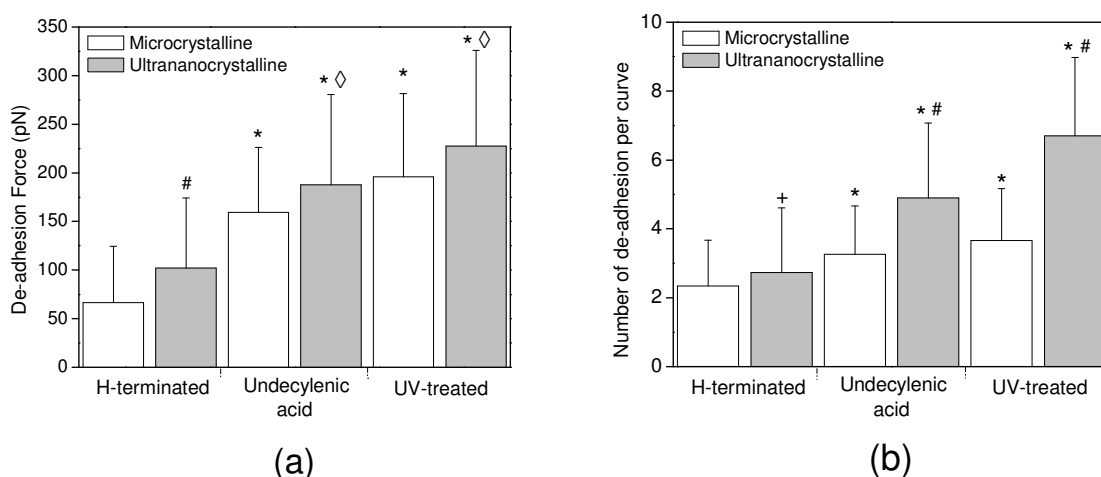 350
300
250
200
150
100
50
0
De-adhesion Force (pN)
Microcrystalline
Ultrananocrystalline
#
*
* ◊
*
* ◊
H-terminated
Undecylenic
acid
UV-treated
(a)
10
8
6
4
2
0
Number of de-adhesion per curve
Microcrystalline
Ultrananocrystalline
+
*
* #
*
* #
H-terminated
Undecylenic
acid
UV-treated
(b)